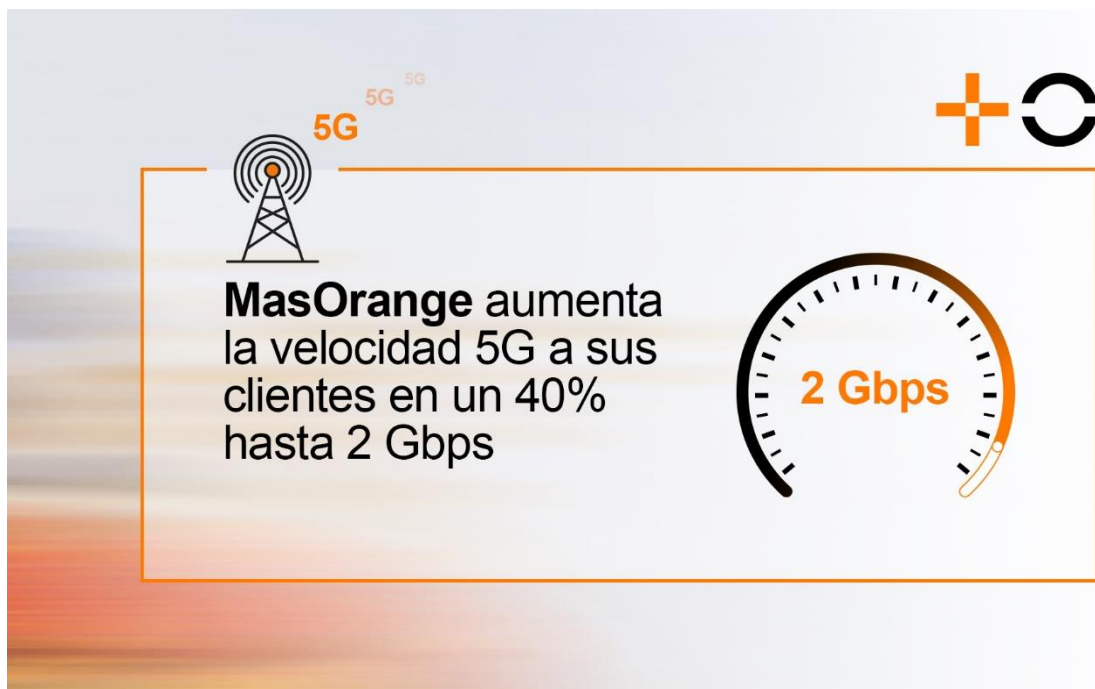 5G
5G
5G
MasOrange aumenta
la velocidad 5G a sus
clientes en un 40%
hasta 2 Gbps
2 Gbps